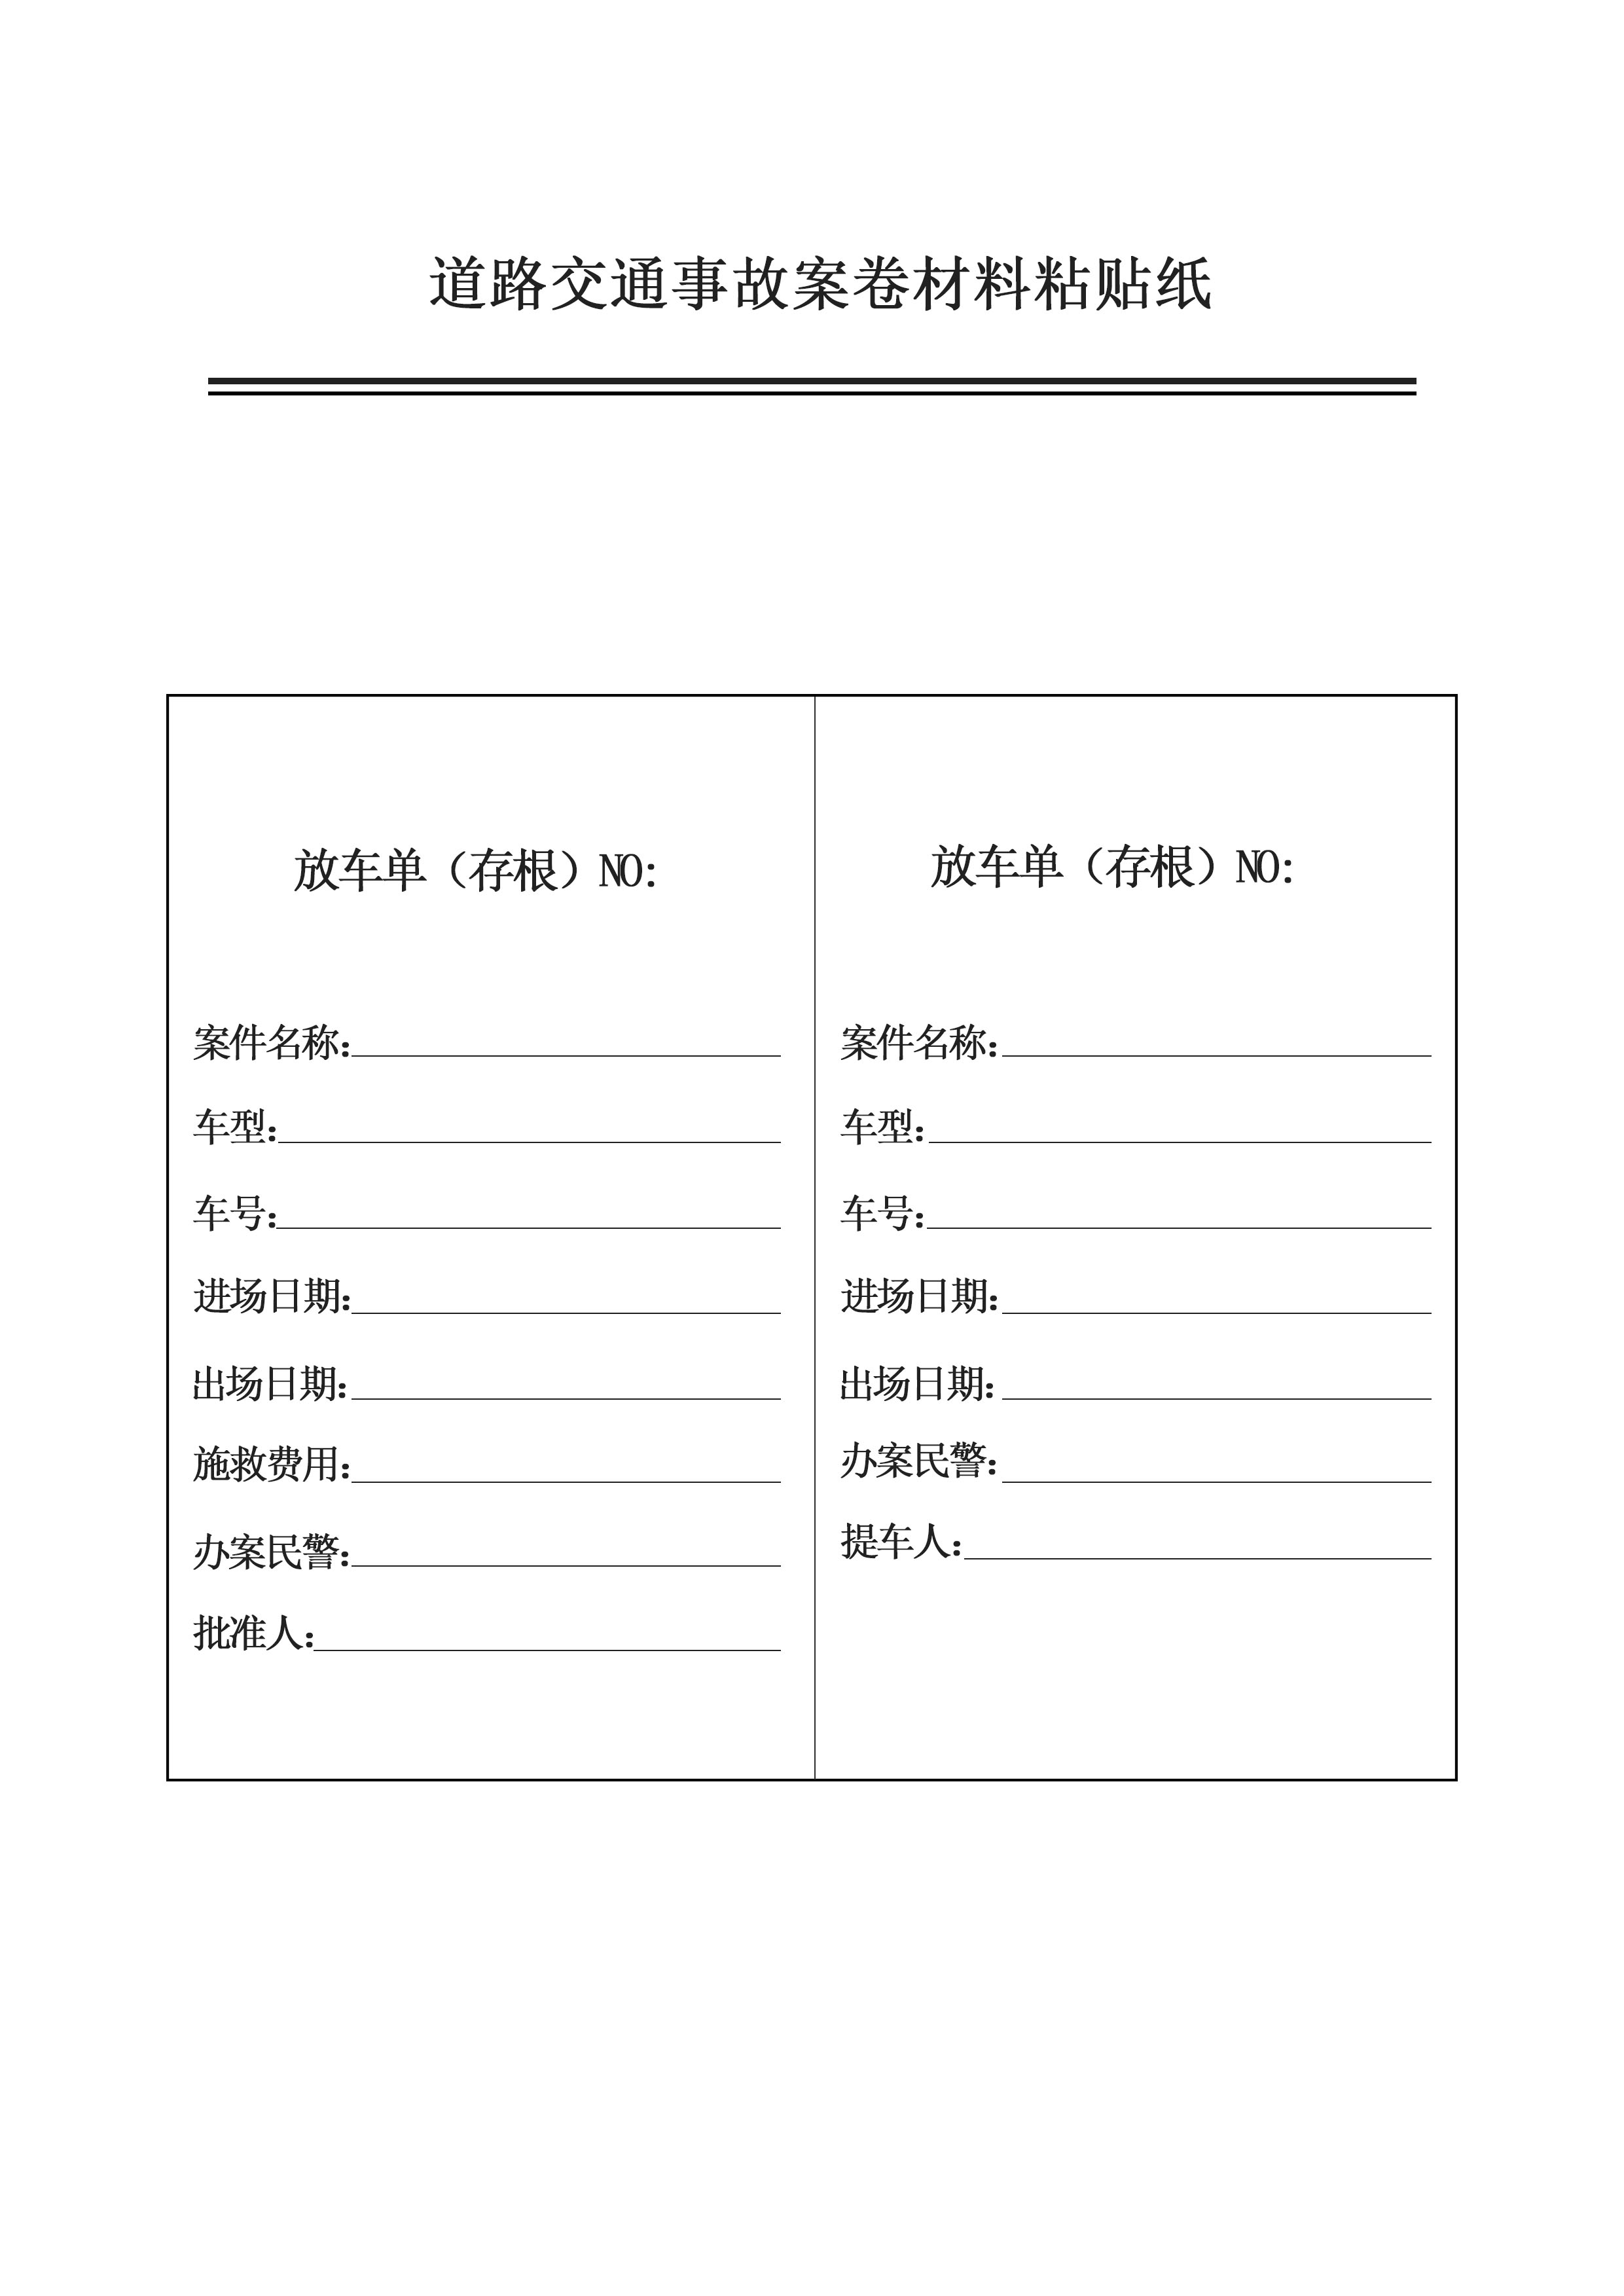 道路交通事故案卷材料粘贴纸
放车单（存根）NO：
案件名称：
车型：
车号：
进场日期：
出场日期：
施救费用：
办案民警：
批准人：
放车单（存根）NO：
案件名称：
车型：
车号：
进场日期：
出场日期：
办案民警：
提车人：